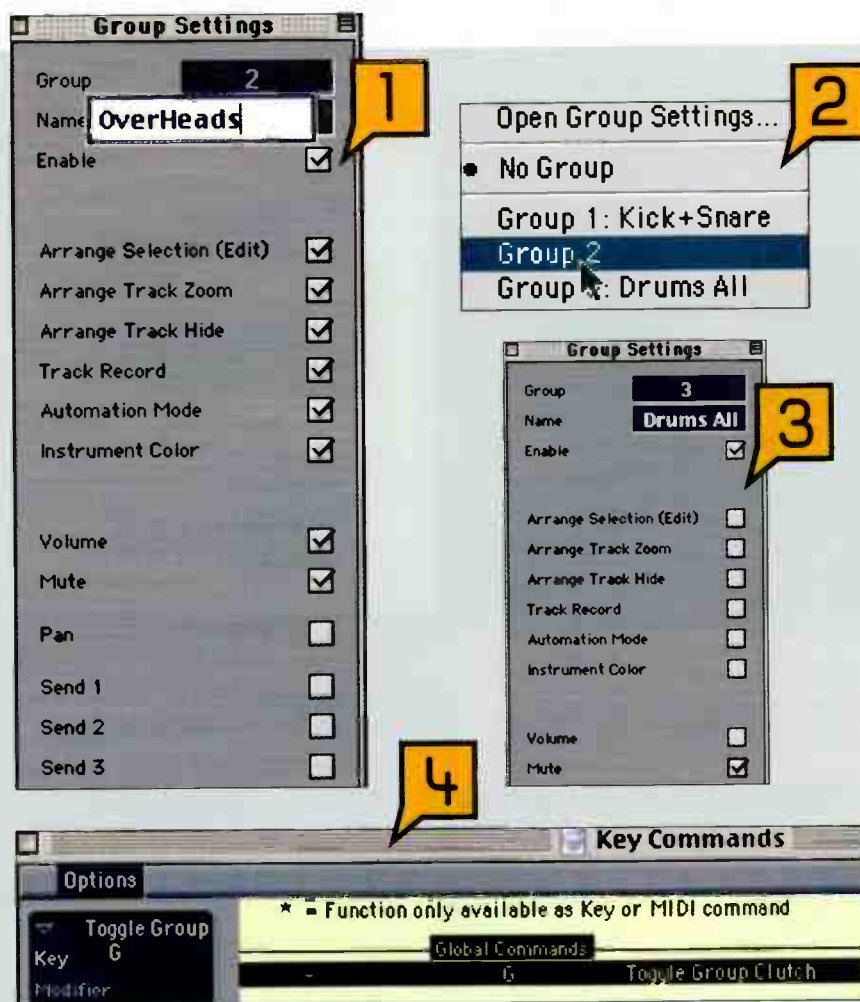 Group Settings
Group 2
Name OverHeads
Enable
Arrange Selection (Edit)
Arrange Track Zoom
Arrange Track Hide
Track Record
Automation Mode
Instrument Color
Volume
Mute
Pan
Send 1
Send 2
Send 3
1
Open Group Settings...
No Group
Group 1: Kick+Snare
Group 2
Group : Drums All
2
Group Settings
Group 3
Name Drums All
Enable
Arrange Selection (Edit)
Arrange Track Zoom
Arrange Track Hide
Track Record
Automation Mode
Instrument Color
Volume
Mute
3
4
Key Commands
Options
Toggle Group
Key G
Modifier
* = Function only available as Key or MIDI command
Global Commands
- G Toggle Group Clutch